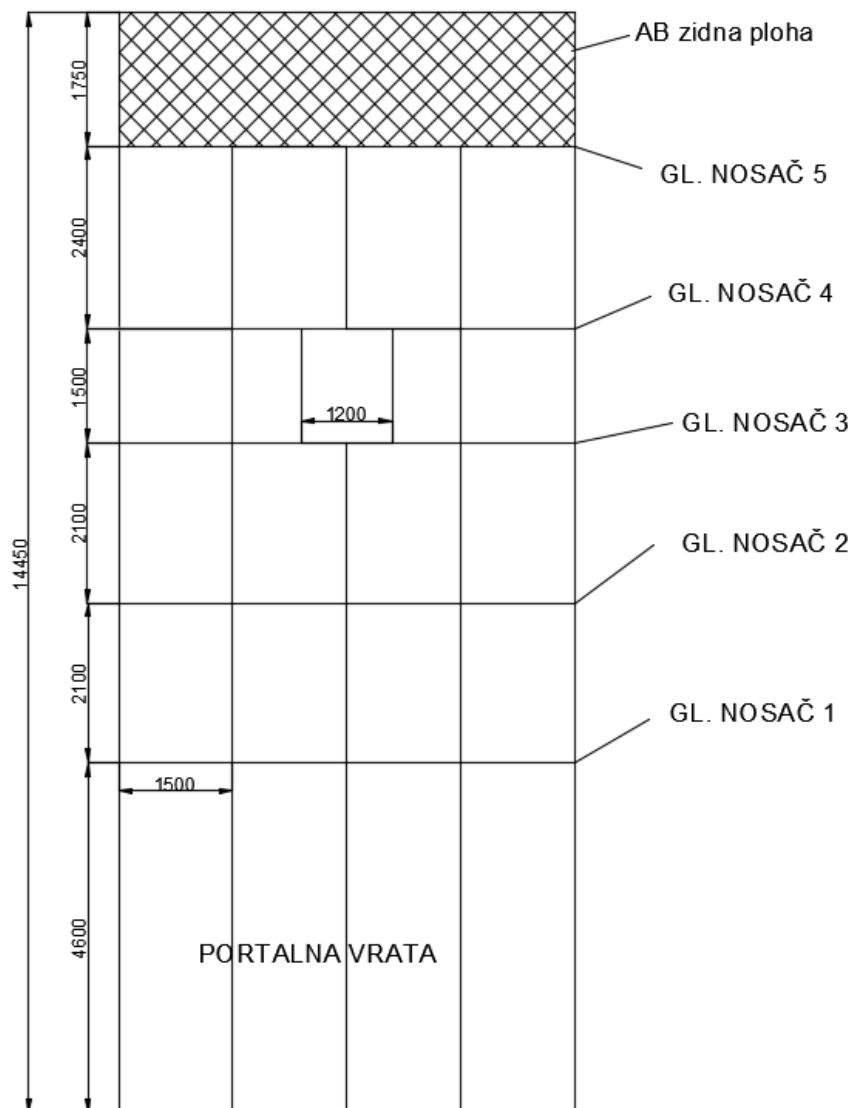 AB zidna ploha
1750
GL. NOSAČ 5
2400
GL. NOSAČ 4
1500
1200
GL. NOSAČ 3
2100
GL. NOSAČ 2
14450
2100
GL. NOSAČ 1
1500
4600
PORTALNA VRATA